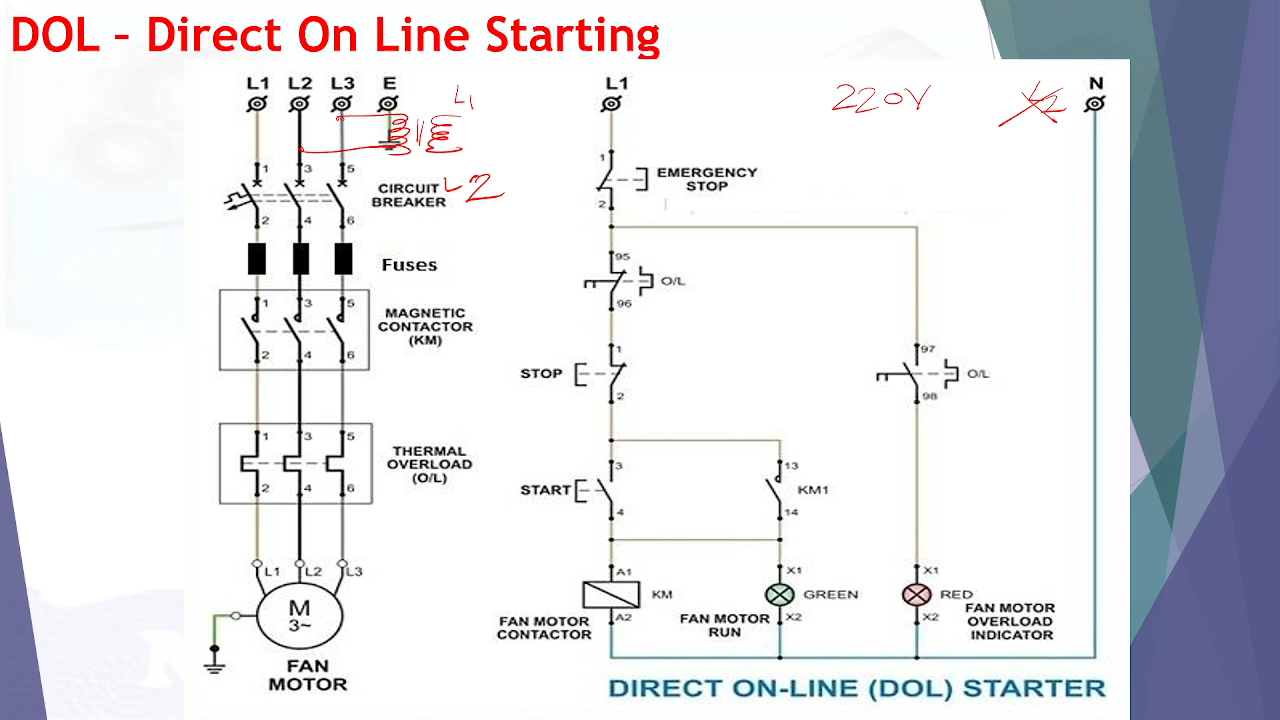 DOL – Direct On Line Starting
L1 L2 L3 E
L1
L1
220V
L2
N
1 3 5
CIRCUIT
BREAKER
L2
2 4 6
Fuses
1 3 5
MAGNETIC
CONTACTOR
(KM)
2 4 6
1 3 5
THERMAL
OVERLOAD
(O/L)
2 4 6
L1 L2 L3
M
3~
FAN
MOTOR
1
EMERGENCY
STOP
2
95
O/L
96
1
STOP
2
97
O/L
98
3
START
4
13
KM1
14
A1
KM
A2
FAN MOTOR
CONTACTOR
X1
GREEN
X2
FAN MOTOR
RUN
X1
RED
X2
FAN MOTOR
OVERLOAD
INDICATOR
DIRECT ON-LINE (DOL) STARTER